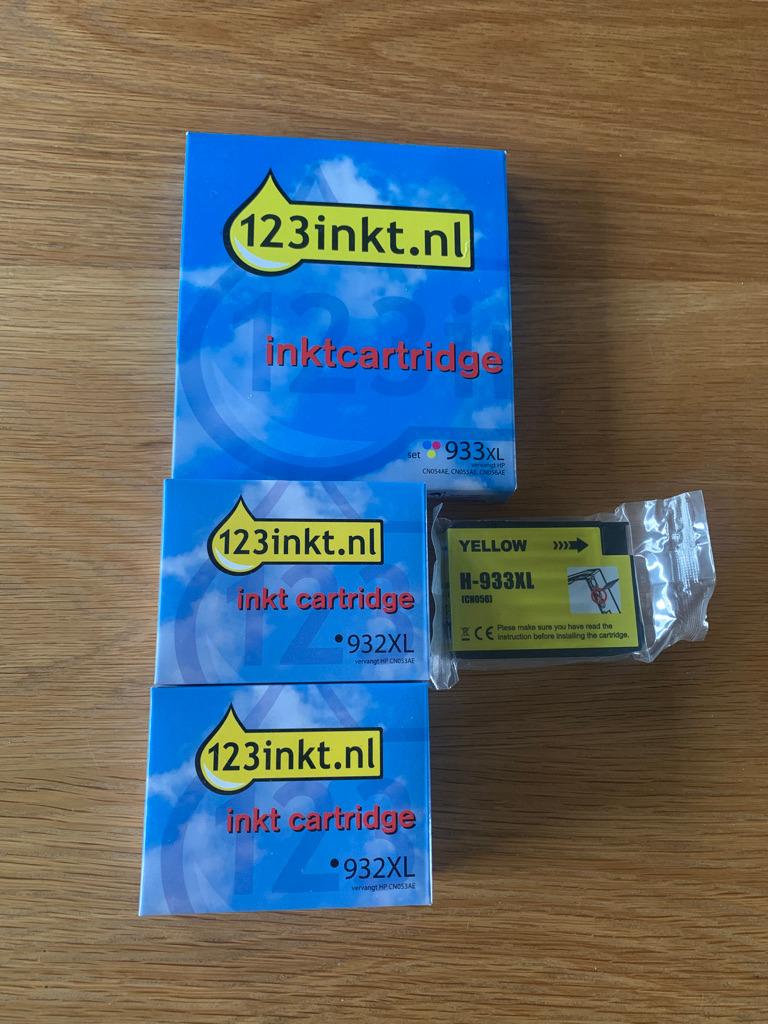 123inkt.nl
inktcartridge
set 933XL
vervangt HP
CN054AE, CN055AE, CN056AE
123inkt.nl
inkt cartridge
932XL
vervangt HP CN053AE
YELLOW
H-933XL
(CN056)
CE Please make sure you have read the
instruction before installing the cartridge.
123inkt.nl
inkt cartridge
932XL
vervangt HP CN053AE